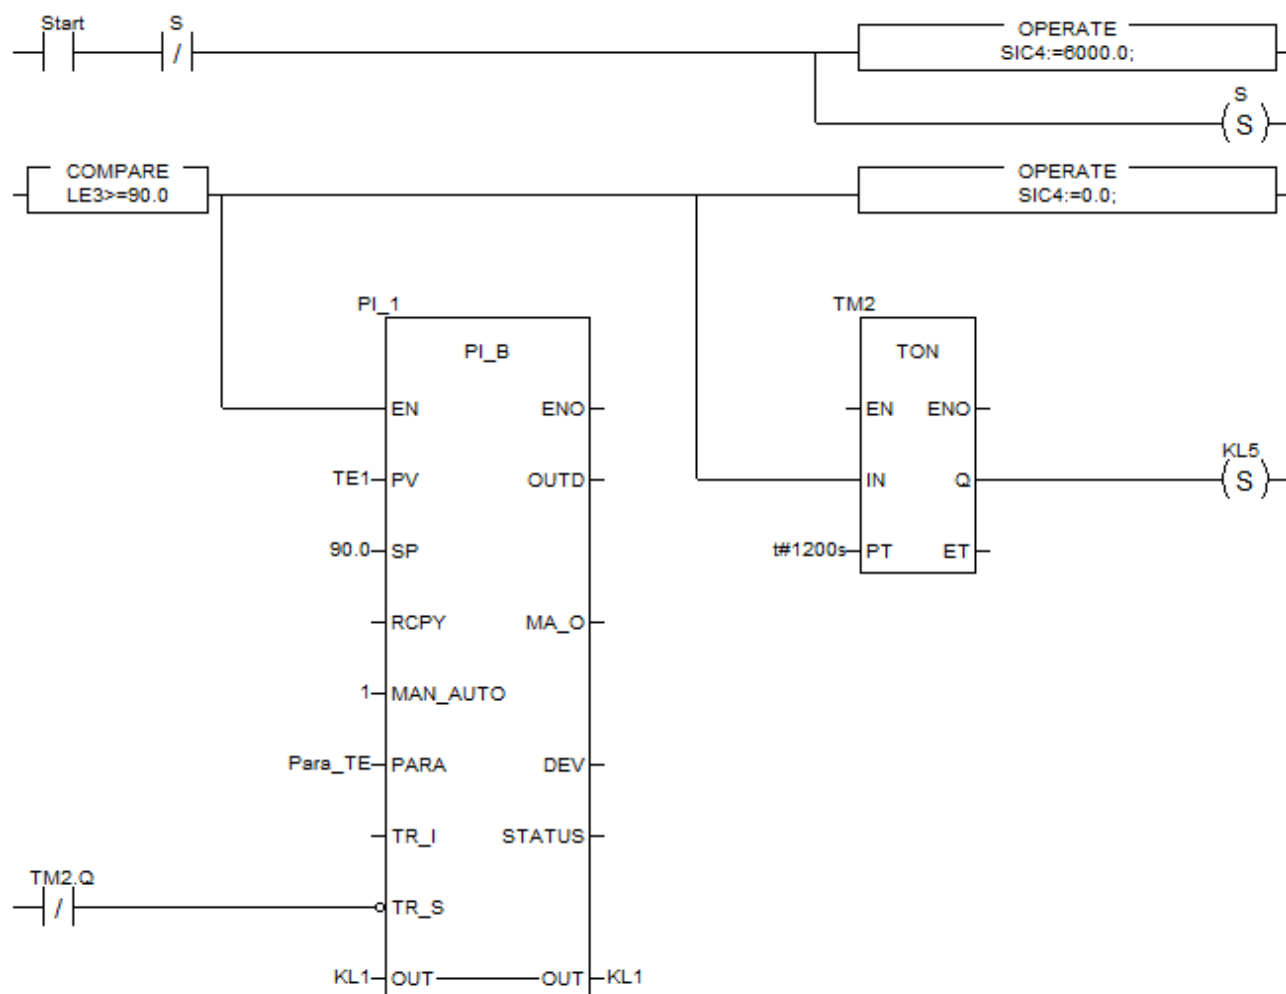 Start
S
/
OPERATE
SIC4:=6000.0;
S
S
COMPARE
LE3>=90.0
OPERATE
SIC4:=0.0;
PI_1
TM2
PI_B
TON
EN ENO
EN ENO
TE1 PV OUTD
IN Q
KL5
S
90.0 SP
t#1200s PT ET
RCPY MA_O
1 MAN_AUTO
Para_TE PARA DEV
TR_I STATUS
TM2.Q
/
TR_S
KL1 OUT OUT KL1